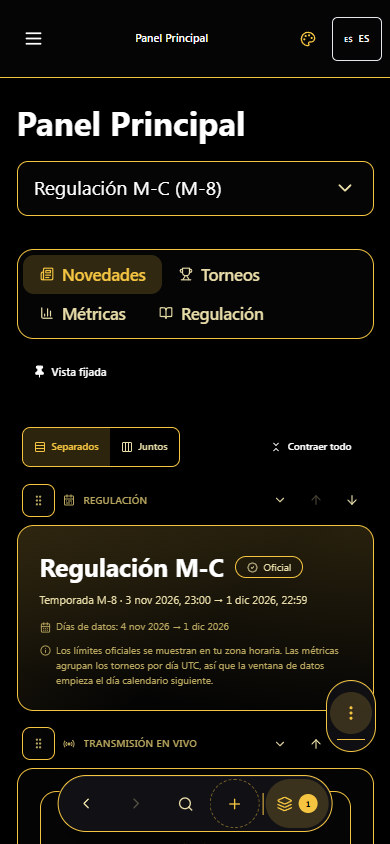 Panel Principal
ES ES
Panel Principal
Regulación M-C (M-8)
Novedades
Torneos
Métricas
Regulación
Vista fijada
Separados
Juntos
Contraer todo
REGULACIÓN
Regulación M-C
Oficial
Temporada M-8 · 3 nov 2026, 23:00 → 1 dic 2026, 22:59
Días de datos: 4 nov 2026 → 1 dic 2026
Los límites oficiales se muestran en tu zona horaria. Las métricas
agrupan los torneos por día UTC, así que la ventana de datos
empieza el día calendario siguiente.
TRANSMISIÓN EN VIVO
1